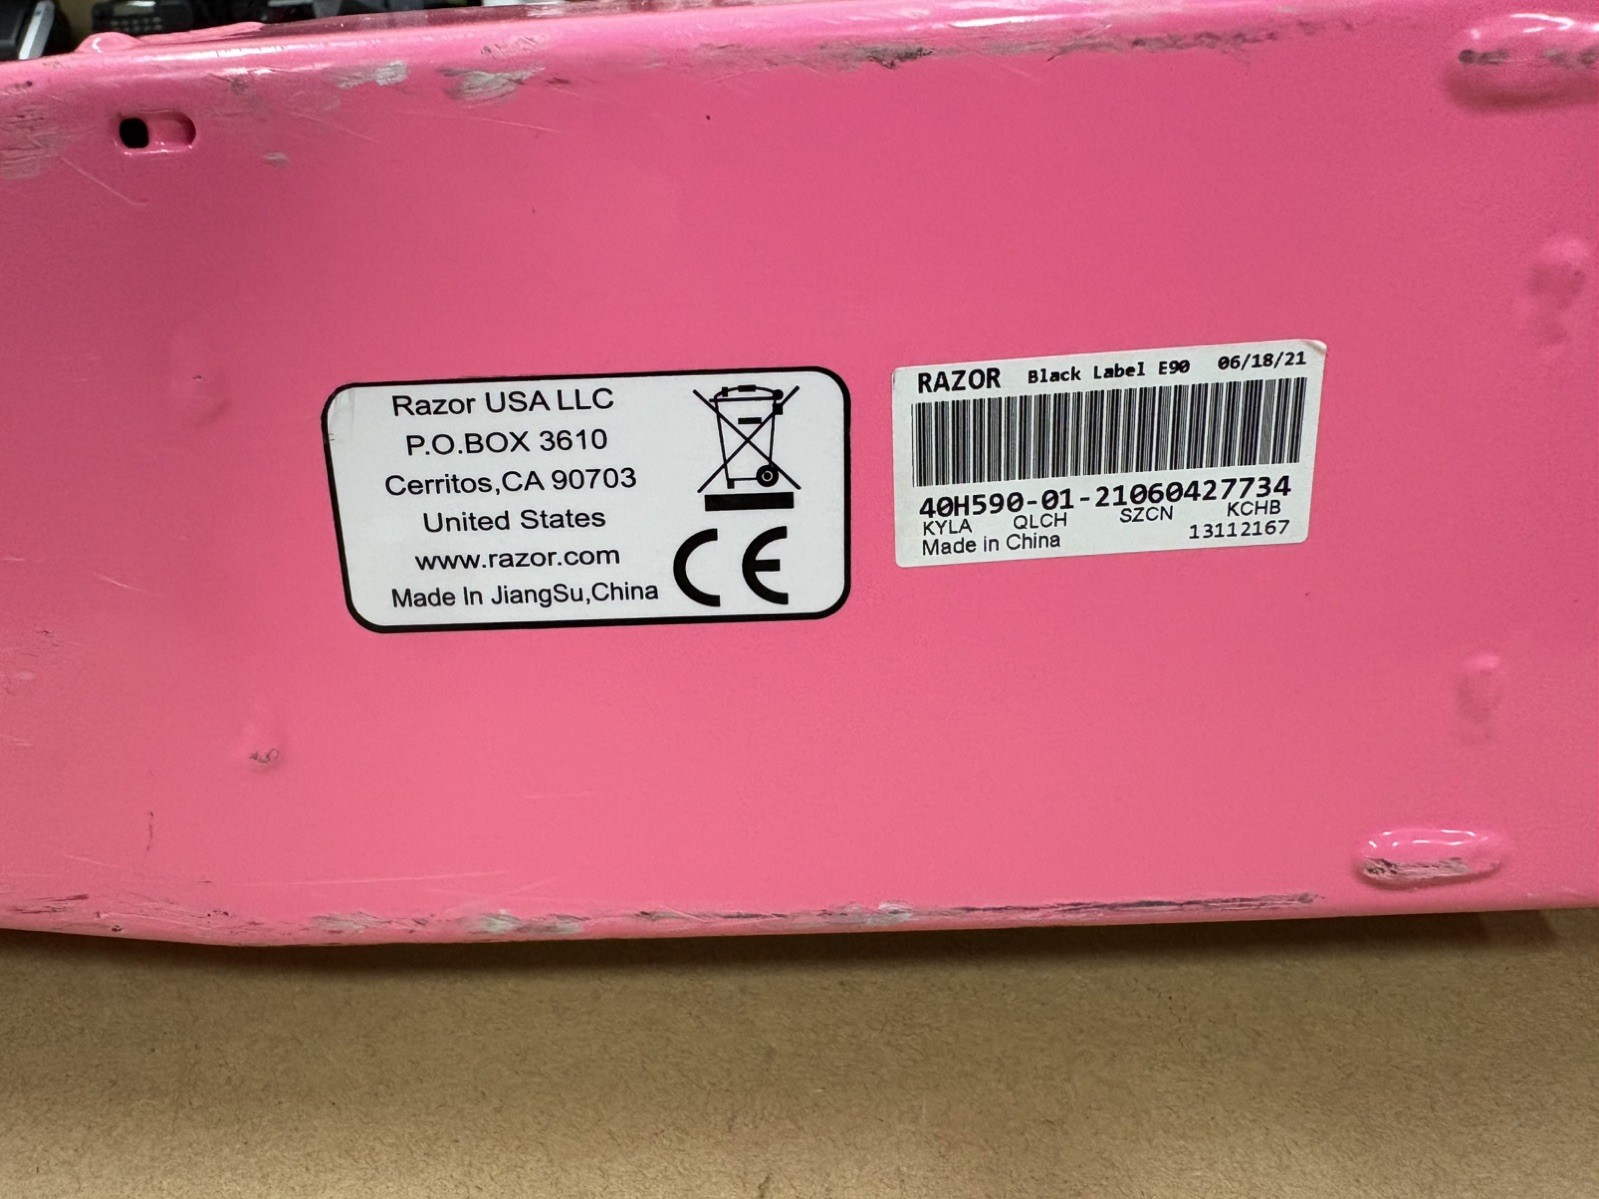 Razor USA LLC
P.O.BOX 3610
Cerritos,CA 90703
United States
www.razor.com
Made In JiangSu,China
CE
RAZOR Black Label E90 06/18/21
40H590-01-21060427734
KYLA QLCH SZCN KCHB
13112167
Made in China